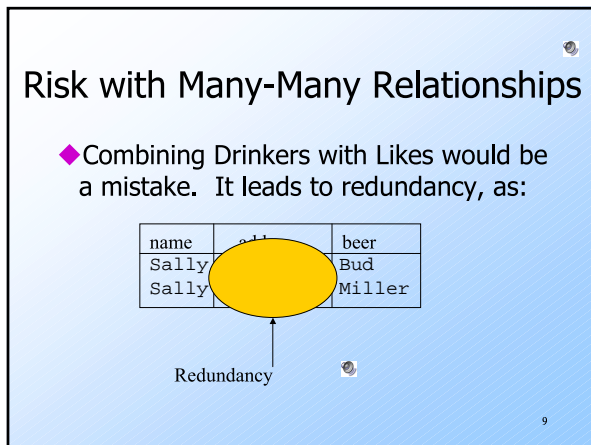 Risk with Many-Many Relationships
Combining Drinkers with Likes would be
a mistake. It leads to redundancy, as:
name beer
Sally Bud
Sally Miller
Redundancy
9